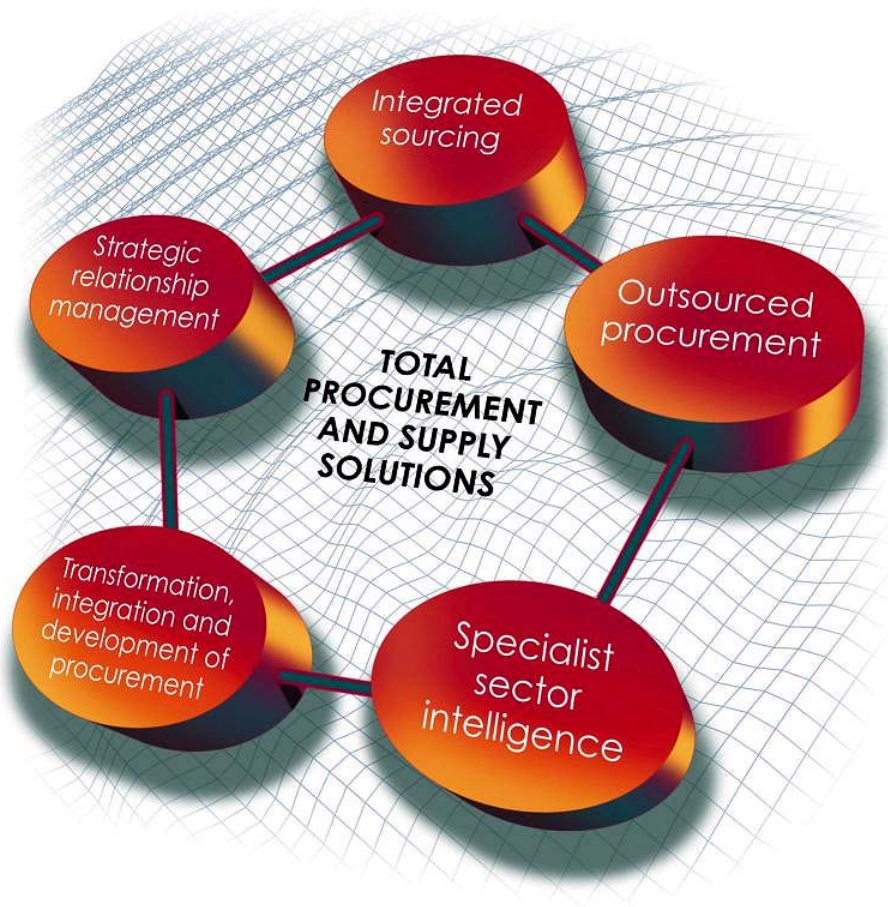 Integrated
sourcing
Outsourced
procurement
Specialist
sector
intelligence
Transformation,
integration and
development of
procurement
Strategic
relationship
management
TOTAL
PROCUREMENT
AND SUPPLY
SOLUTIONS